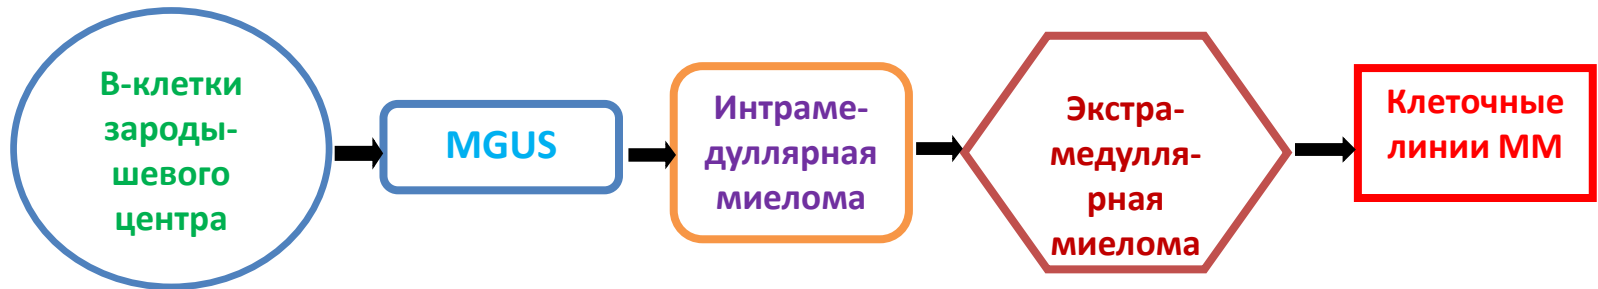 В-клетки
зароды-
шевого
центра
MGUS
Интраме-
дуллярная
миелома
Экстра-
медулля-
рная
миелома
Клеточные
линии ММ